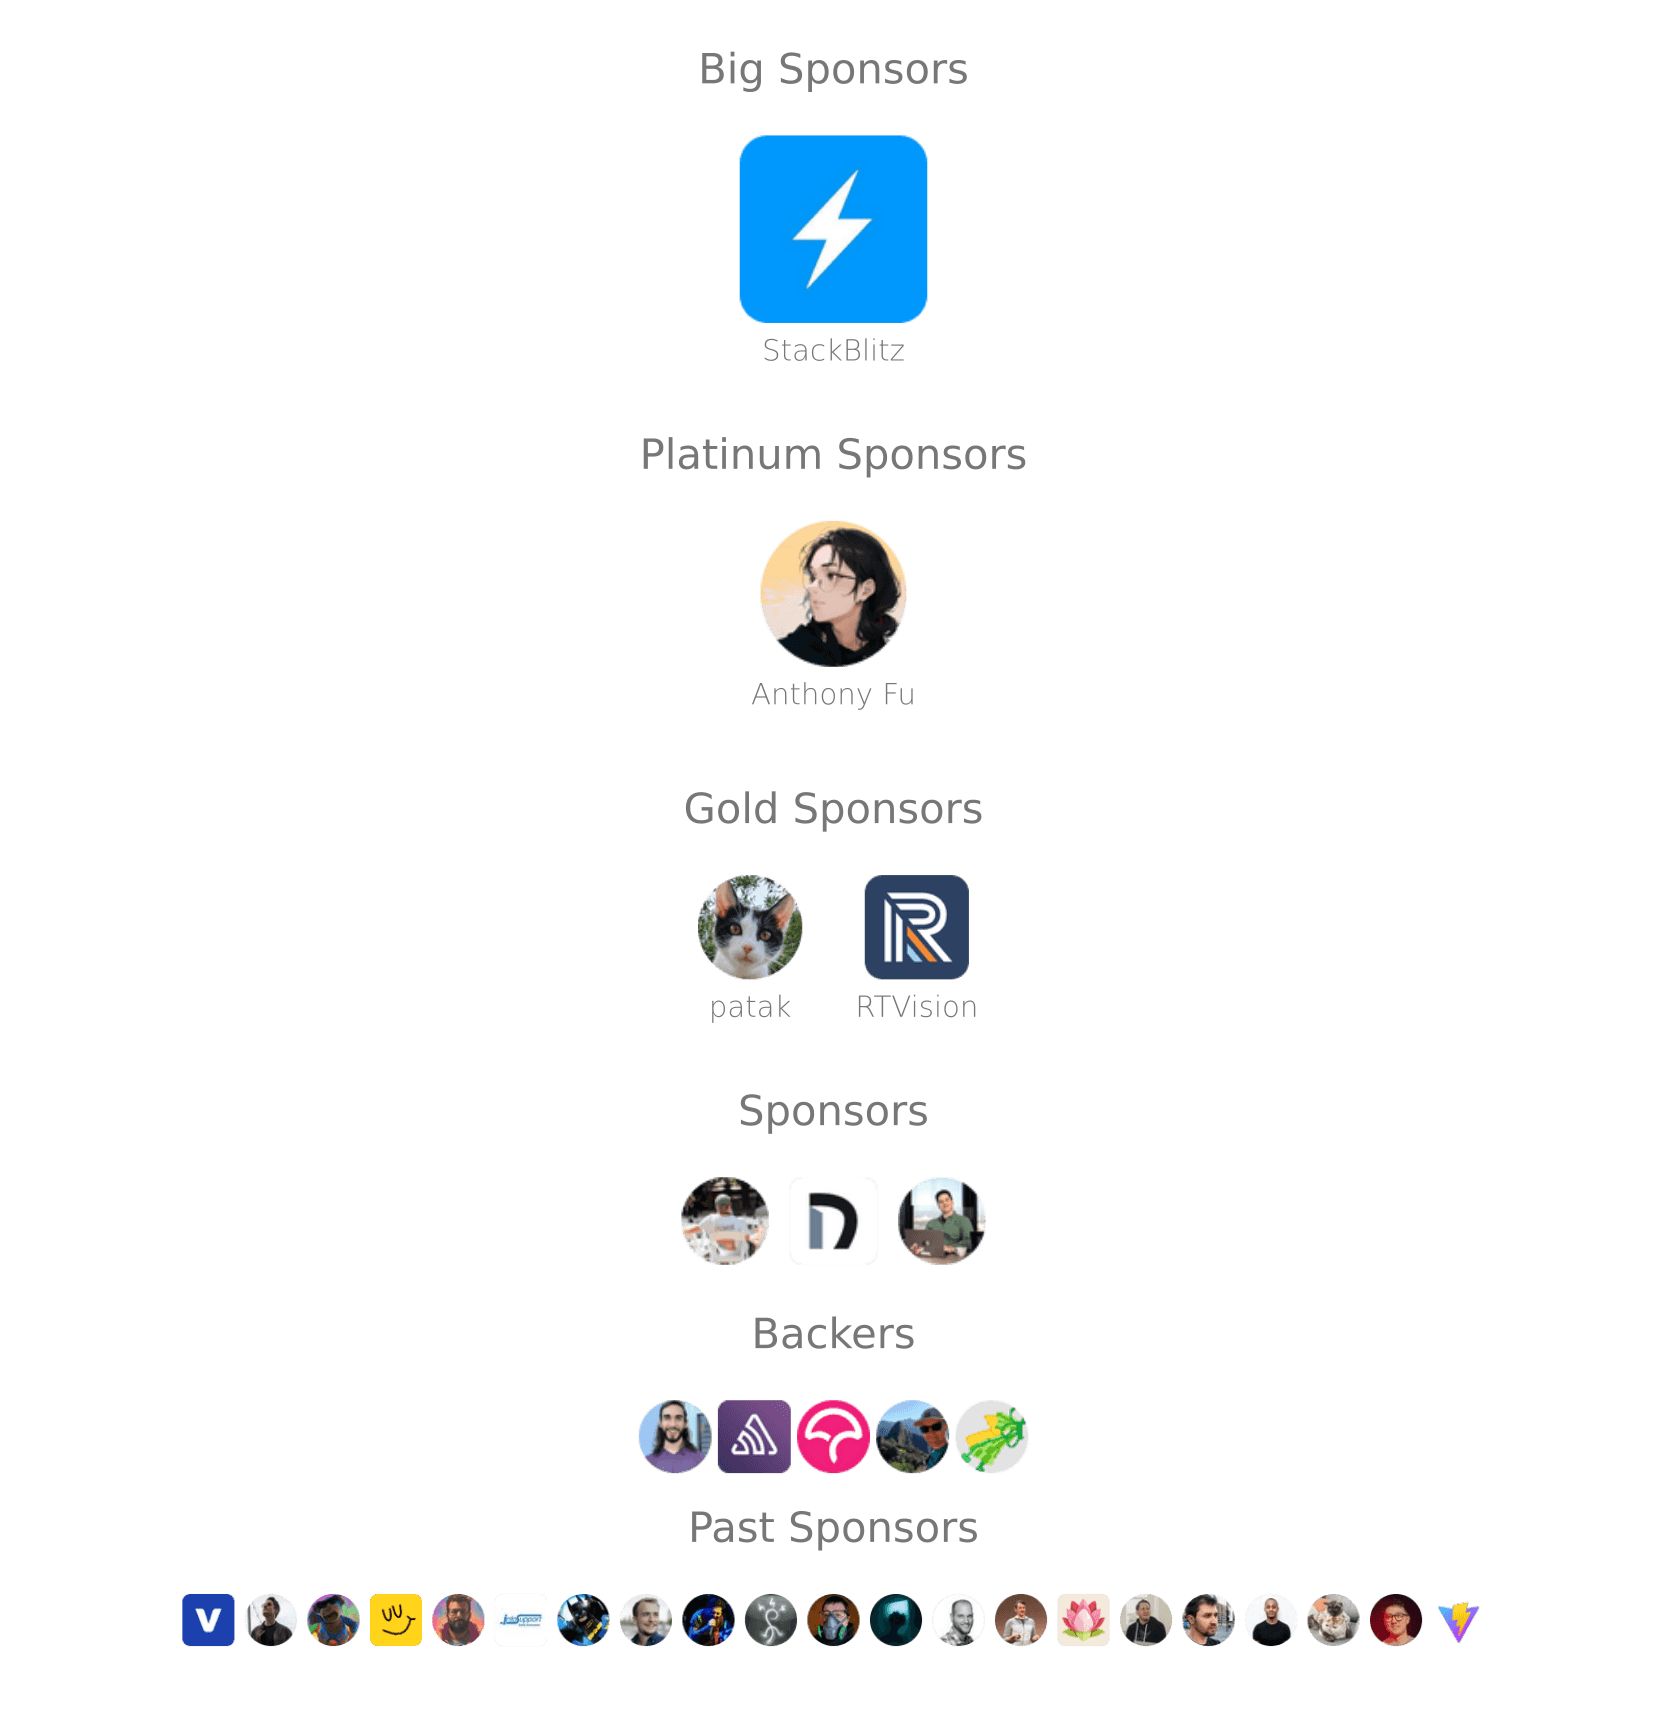 Big Sponsors
StackBlitz
Platinum Sponsors
Anthony Fu
Gold Sponsors
patak
RTVision
Sponsors
Backers
Past Sponsors